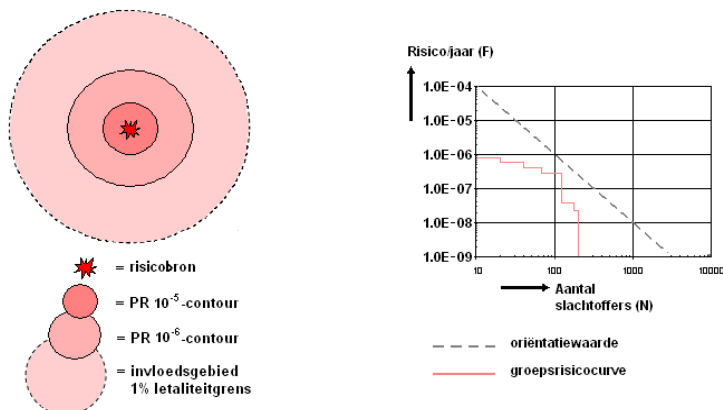 = risicobron
= PR 10⁻⁵-contour
= PR 10⁻⁶-contour
= invloedsgebied
1% letaliteitgrens
Risico/jaar (F)
1.0E-04
1.0E-05
1.0E-06
1.0E-07
1.0E-08
1.0E-09
10 100 1000 10000
Aantal
slachtoffers (N)
oriëntatiewaarde
groepsrisicocurve